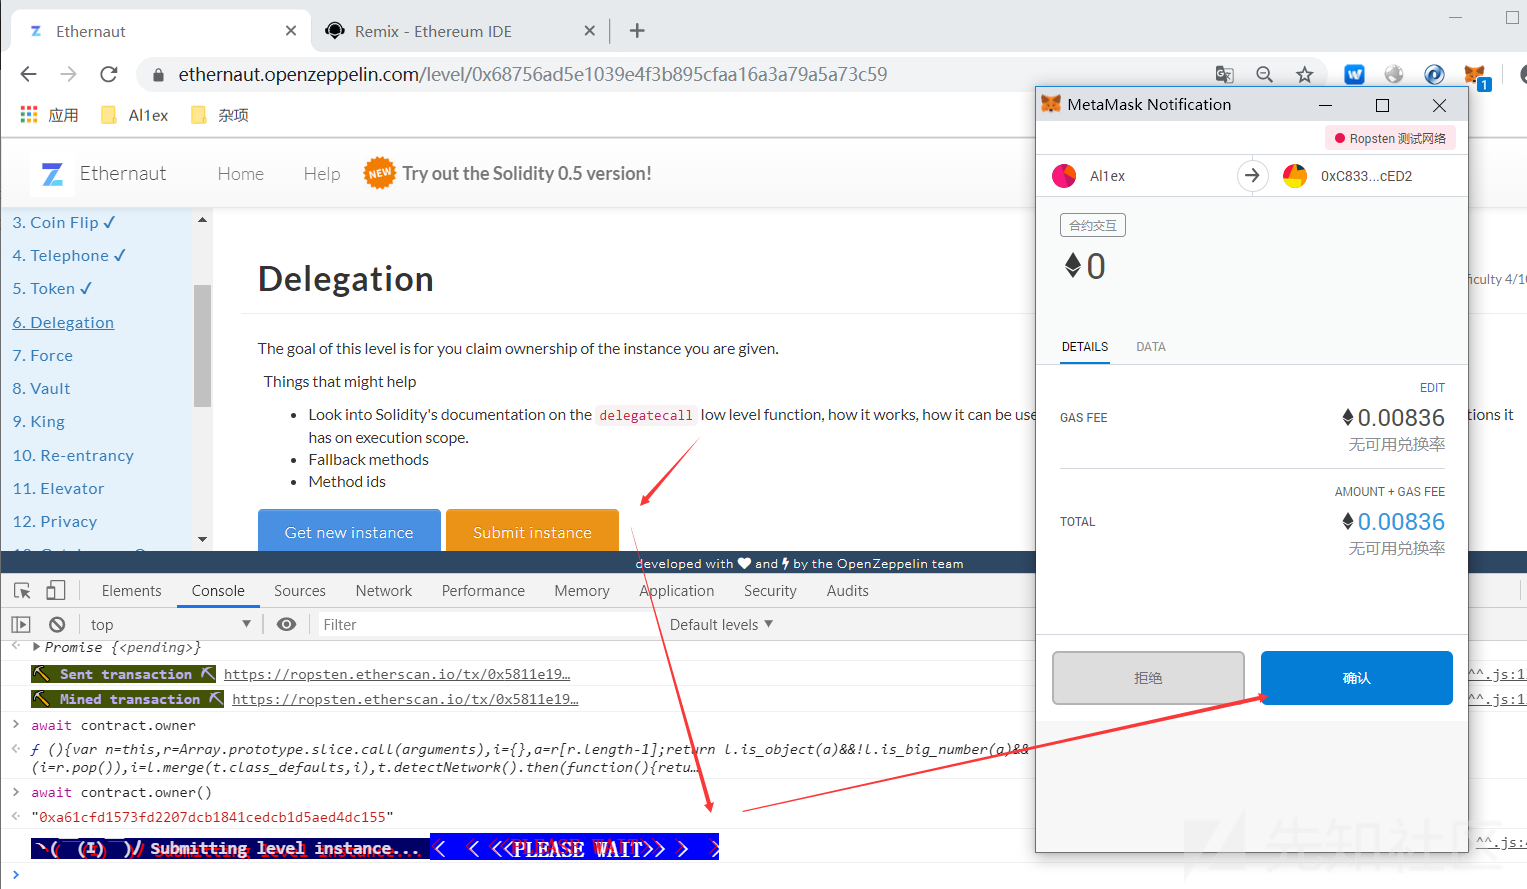 Ethernaut
Remix - Ethereum IDE
ethernaut.openzeppelin.com/level/0x68756ad5e1039e4f3b895cfaa16a3a79a5a73c59
应用
Al1ex
杂项
Ethernaut
Home
Help
NEW
Try out the Solidity 0.5 version!
3. Coin Flip ✓
4. Telephone ✓
5. Token ✓
6. Delegation
7. Force
8. Vault
9. King
10. Re-entrancy
11. Elevator
12. Privacy
Delegation
iculty 4/10
The goal of this level is for you claim ownership of the instance you are given.
Things that might help
• Look into Solidity's documentation on the delegatecall low level function, how it works, how it can be use
tions it
has on execution scope.
• Fallback methods
• Method ids
Get new instance
Submit instance
developed with ♥ and by the OpenZeppelin team
MetaMask Notification
1
Ropsten 测试网络
Al1ex
0xC833...cED2
合约交互
0
DETAILS
DATA
EDIT
GAS FEE
0.00836
无可用兑换率
AMOUNT + GAS FEE
TOTAL
0.00836
无可用兑换率
拒绝
确认
Elements
Console
Sources
Network
Performance
Memory
Application
Security
Audits
top
Filter
Default levels ▼
Promise {<pending>}
Sent transaction
https://ropsten.etherscan.io/tx/0x5811e19…
^^.js:1
Mined transaction
https://ropsten.etherscan.io/tx/0x5811e19…
^^.js:1
> await contract.owner
ƒ (){var n=this,r=Array.prototype.slice.call(arguments),i={},a=r[r.length-1];return l.is_object(a)&&!l.is_big_number(a)&&
(i=r.pop()),i=l.merge(t.class_defaults,i),t.detectNetwork().then(function(){retu…
> await contract.owner()
"0xa61cfd1573fd2207dcb1841cedcb1d5aed4dc155"
Submitting level instance... < < <<PLEASE WAIT>> > >
^^.js:
>
先知社区